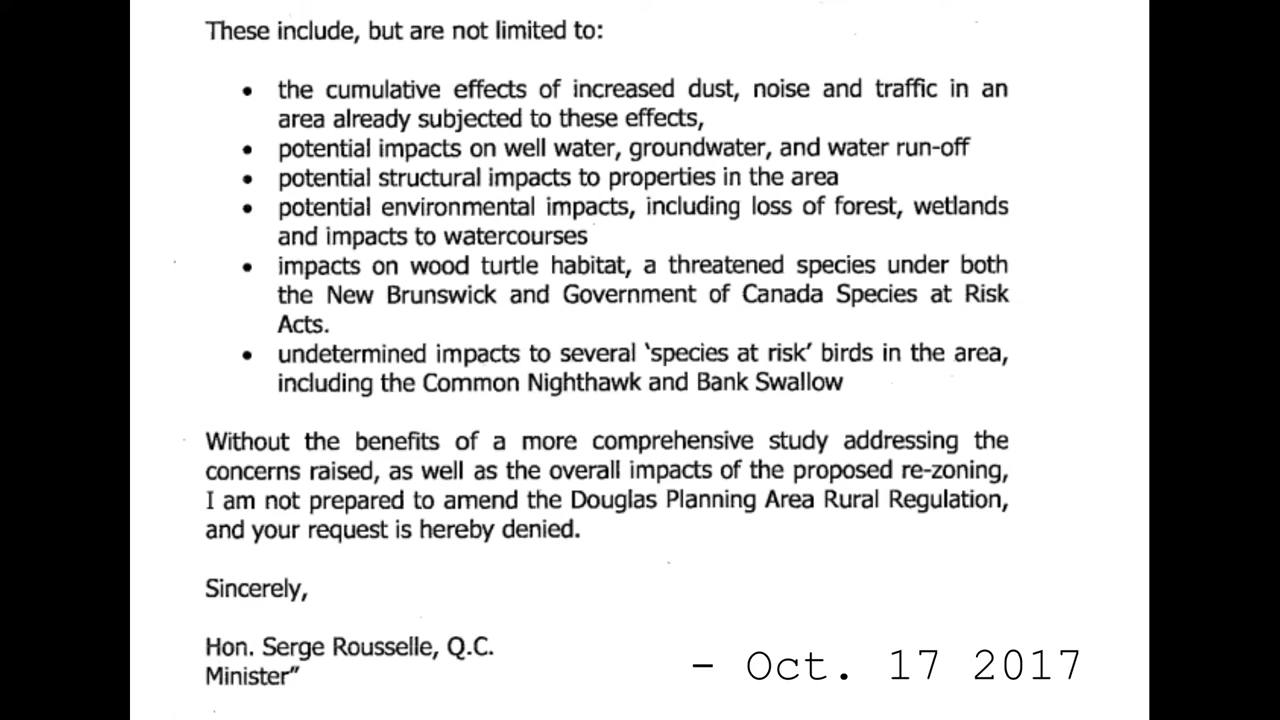 These include, but are not limited to:
• the cumulative effects of increased dust, noise and traffic in an
area already subjected to these effects,
• potential impacts on well water, groundwater, and water run-off
• potential structural impacts to properties in the area
• potential environmental impacts, including loss of forest, wetlands
and impacts to watercourses
• impacts on wood turtle habitat, a threatened species under both
the New Brunswick and Government of Canada Species at Risk
Acts.
• undetermined impacts to several ‘species at risk’ birds in the area,
including the Common Nighthawk and Bank Swallow
Without the benefits of a more comprehensive study addressing the
concerns raised, as well as the overall impacts of the proposed re-zoning,
I am not prepared to amend the Douglas Planning Area Rural Regulation,
and your request is hereby denied.
Sincerely,
Hon. Serge Rousselle, Q.C.
Minister”
- Oct. 17 2017